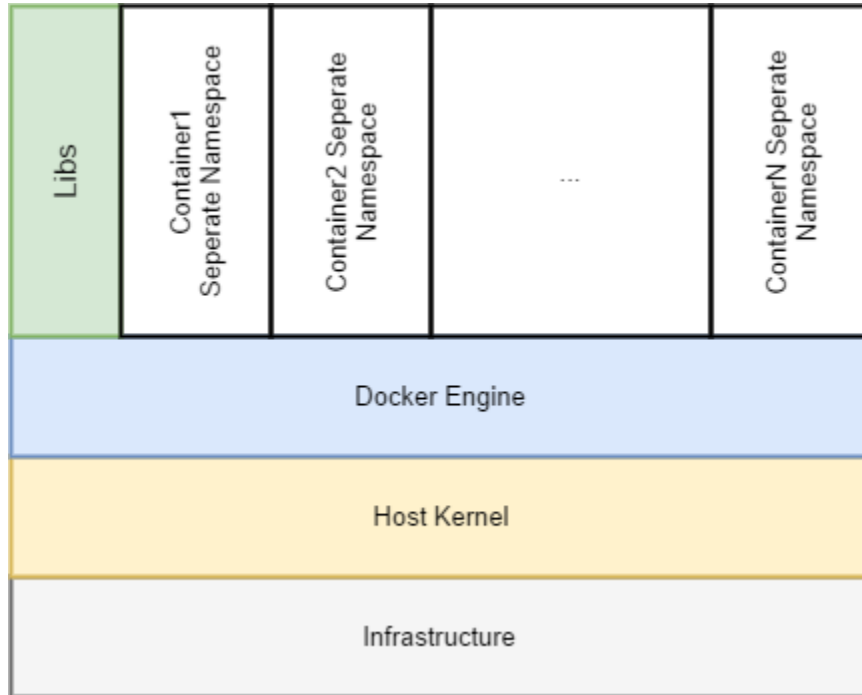 Libs
Container1
Seperate Namespace
Container2 Seperate
Namespace
...
ContainerN Seperate
Namespace
Docker Engine
Host Kernel
Infrastructure